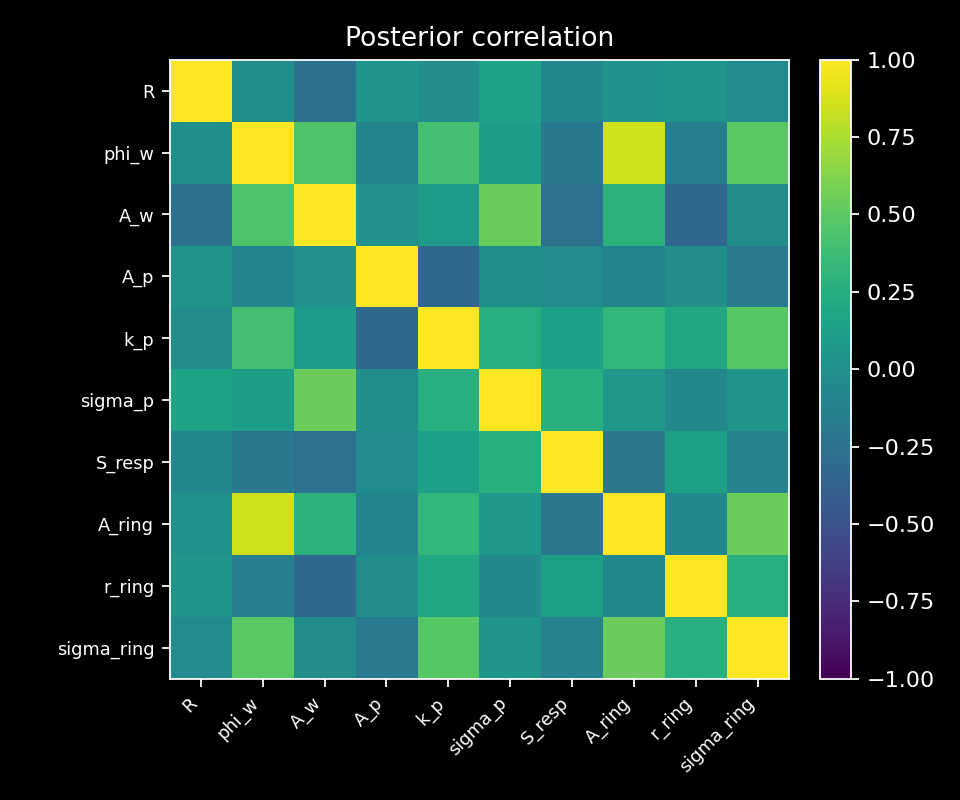 Posterior correlation
R
phi_w
A_w
A_p
k_p
sigma_p
S_resp
A_ring
r_ring
sigma_ring
R
phi_w
A_w
A_p
k_p
sigma_p
S_resp
A_ring
r_ring
sigma_ring
1.00
0.75
0.50
0.25
0.00
−0.25
−0.50
−0.75
−1.00